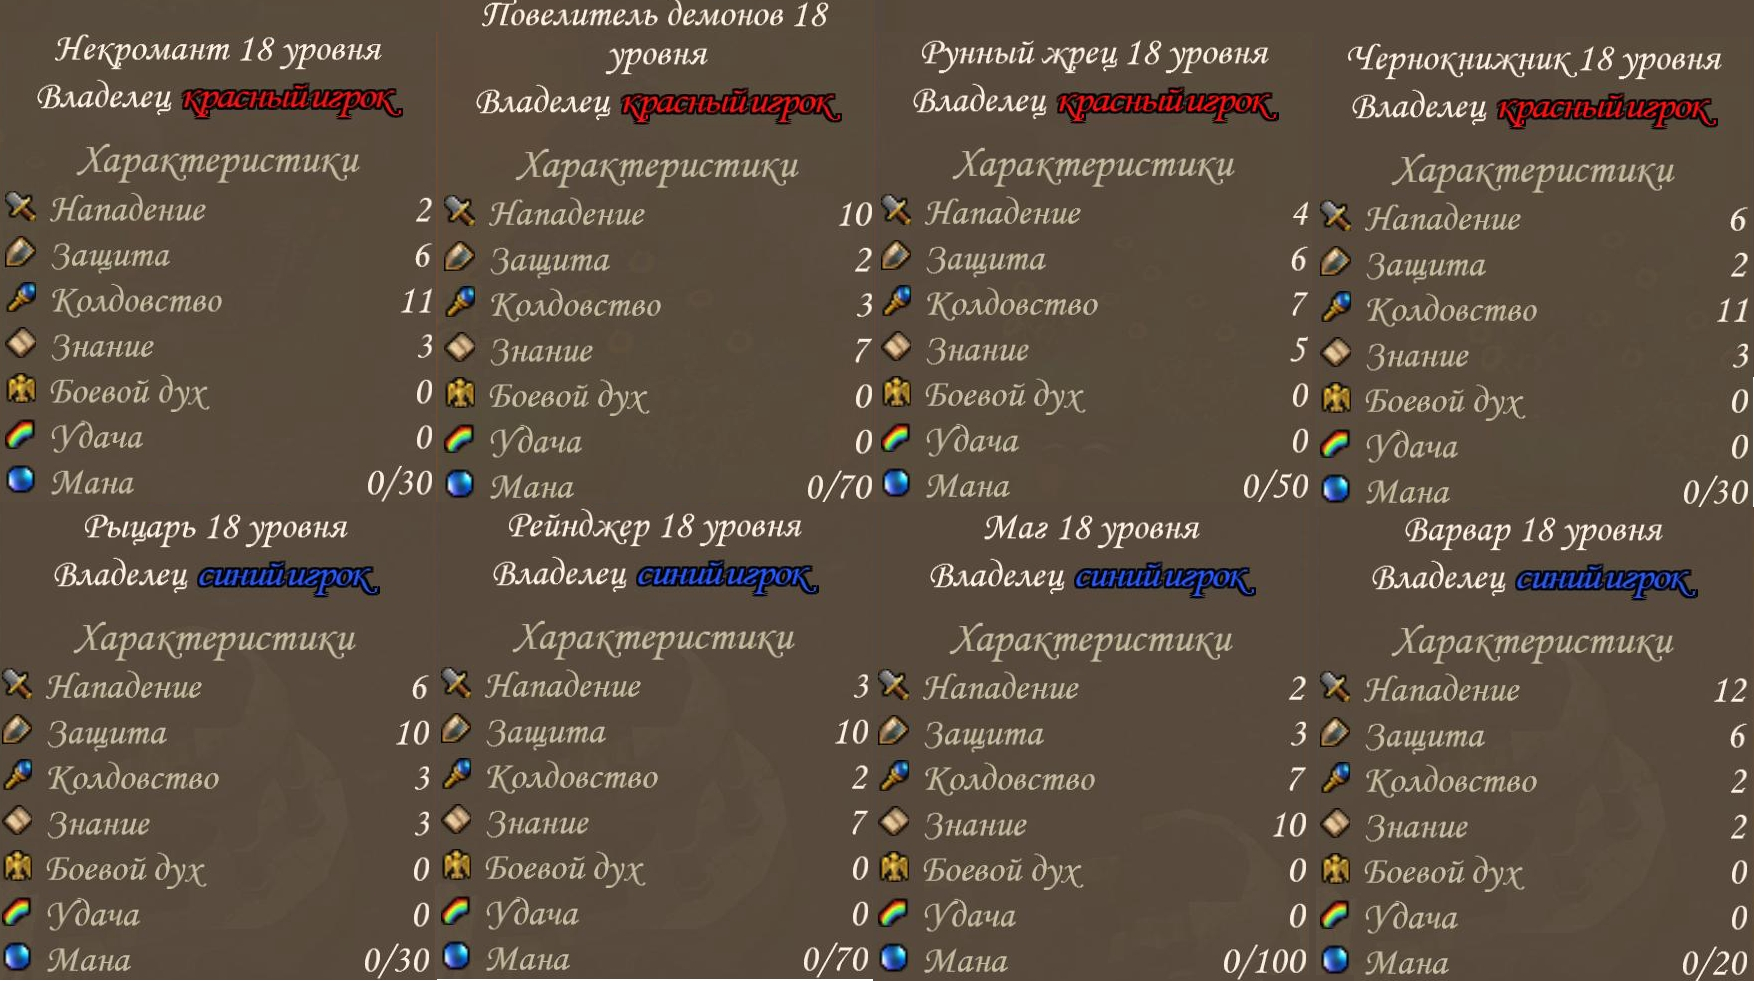 Некромант 18 уровня
Владелец красный игрок
Характеристики
Нападение 2
Защита 6
Колдовство 11
Знание 3
Боевой дух 0
Удача 0
Мана 0/30
Повелитель демонов 18
уровня
Владелец красный игрок
Характеристики
Нападение 10
Защита 2
Колдовство 3
Знание 7
Боевой дух 0
Удача 0
Мана 0/70
Рунный жрец 18 уровня
Владелец красный игрок
Характеристики
Нападение 4
Защита 6
Колдовство 7
Знание 5
Боевой дух 0
Удача 0
Мана 0/50
Чернокнижник 18 уровня
Владелец красный игрок
Характеристики
Нападение 6
Защита 2
Колдовство 11
Знание 3
Боевой дух 0
Удача 0
Мана 0/30
Рыцарь 18 уровня
Владелец синий игрок
Характеристики
Нападение 6
Защита 10
Колдовство 3
Знание 3
Боевой дух 0
Удача 0
Мана 0/30
Рейнджер 18 уровня
Владелец синий игрок
Характеристики
Нападение 3
Защита 10
Колдовство 2
Знание 7
Боевой дух 0
Удача 0
Мана 0/70
Маг 18 уровня
Владелец синий игрок
Характеристики
Нападение 2
Защита 3
Колдовство 7
Знание 10
Боевой дух 0
Удача 0
Мана 0/100
Варвар 18 уровня
Владелец синий игрок
Характеристики
Нападение 12
Защита 6
Колдовство 2
Знание 2
Боевой дух 0
Удача 0
Мана 0/20